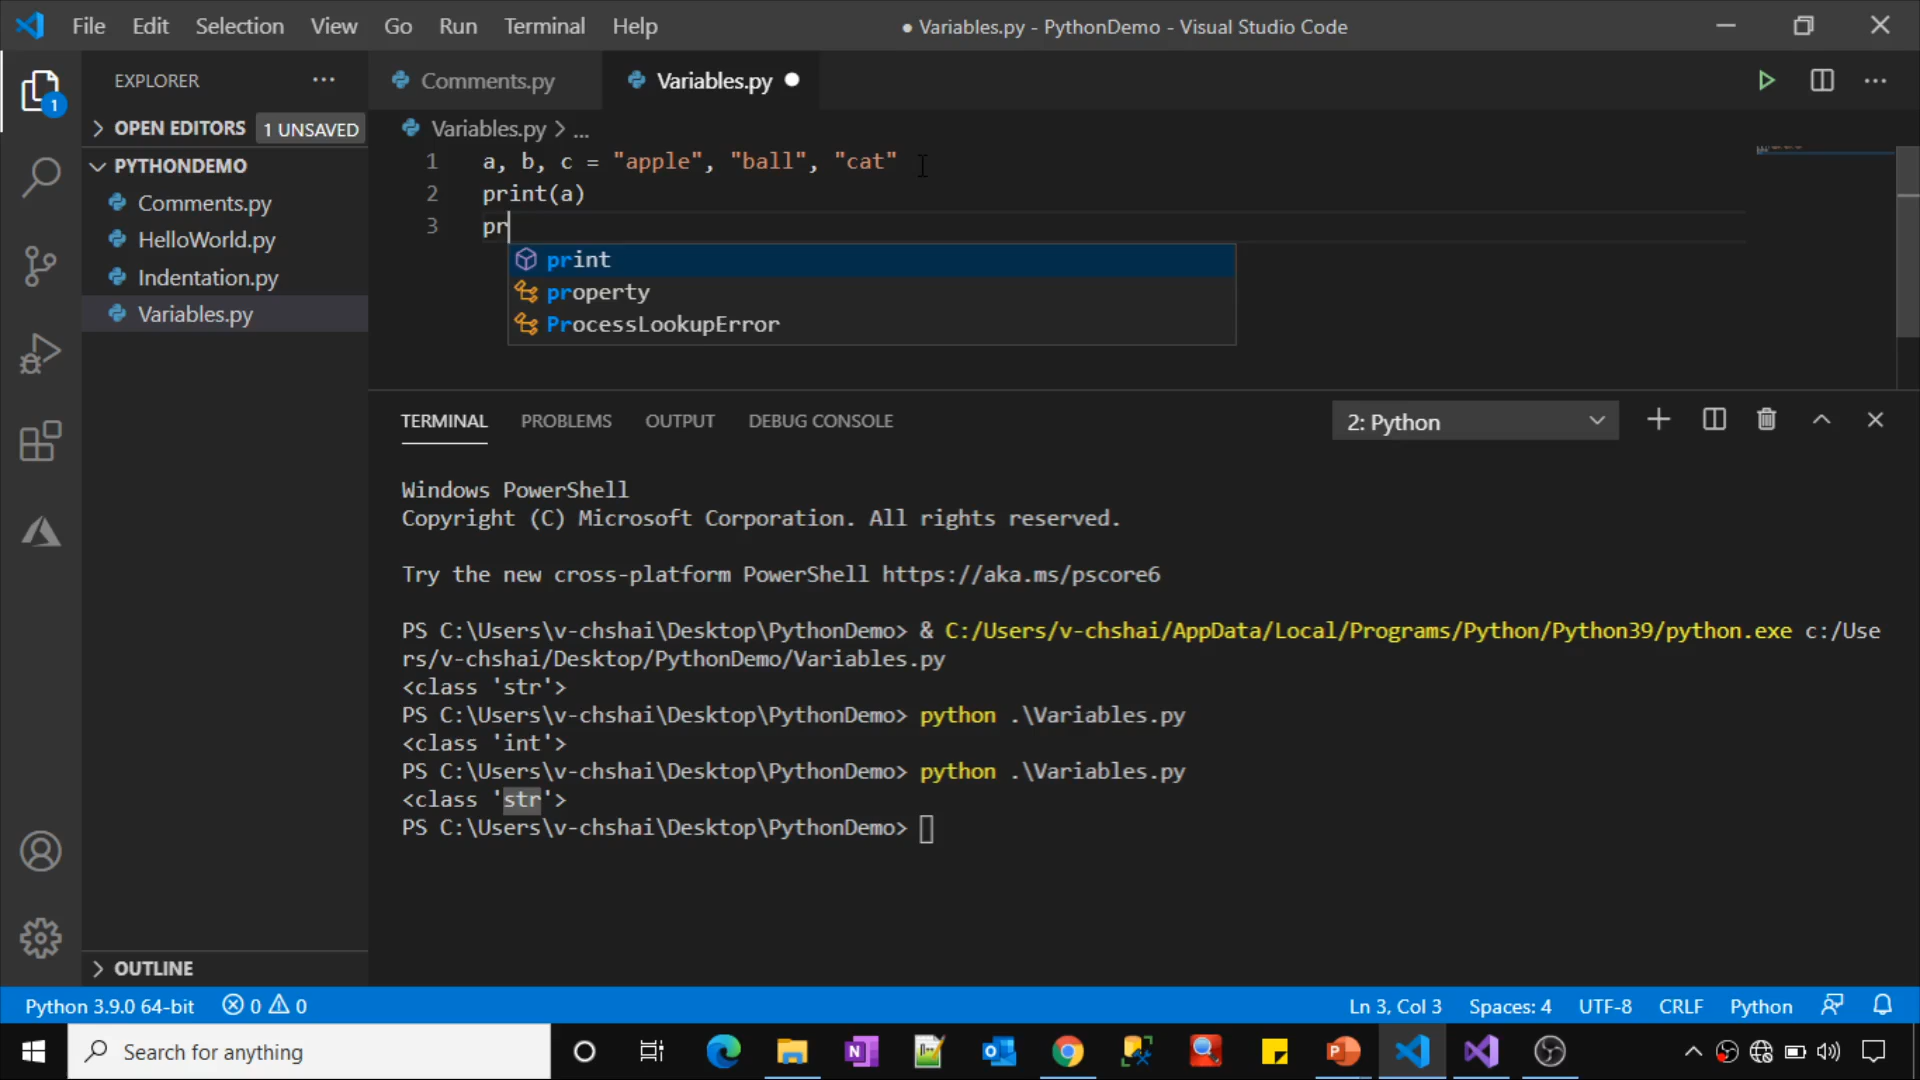 File Edit Selection View Go Run Terminal Help
● Variables.py - PythonDemo - Visual Studio Code
EXPLORER
Comments.py
Variables.py
1
OPEN EDITORS
1 UNSAVED
PYTHONDEMO
Comments.py
HelloWorld.py
Indentation.py
Variables.py
OUTLINE
Variables.py > ...
1 a, b, c = "apple", "ball", "cat"
2 print(a)
3 pr
print
property
ProcessLookupError
TERMINAL PROBLEMS OUTPUT DEBUG CONSOLE
2: Python
Windows PowerShell
Copyright (C) Microsoft Corporation. All rights reserved.
Try the new cross-platform PowerShell https://aka.ms/pscore6
PS C:\Users\v-chshai\Desktop\PythonDemo> & C:/Users/v-chshai/AppData/Local/Programs/Python/Python39/python.exe c:/Use
rs/v-chshai/Desktop/PythonDemo/Variables.py
<class 'str'>
PS C:\Users\v-chshai\Desktop\PythonDemo> python .\Variables.py
<class 'int'>
PS C:\Users\v-chshai\Desktop\PythonDemo> python .\Variables.py
<class 'str'>
PS C:\Users\v-chshai\Desktop\PythonDemo>
Python 3.9.0 64-bit 0 0
Ln 3, Col 3 Spaces: 4 UTF-8 CRLF Python
Search for anything